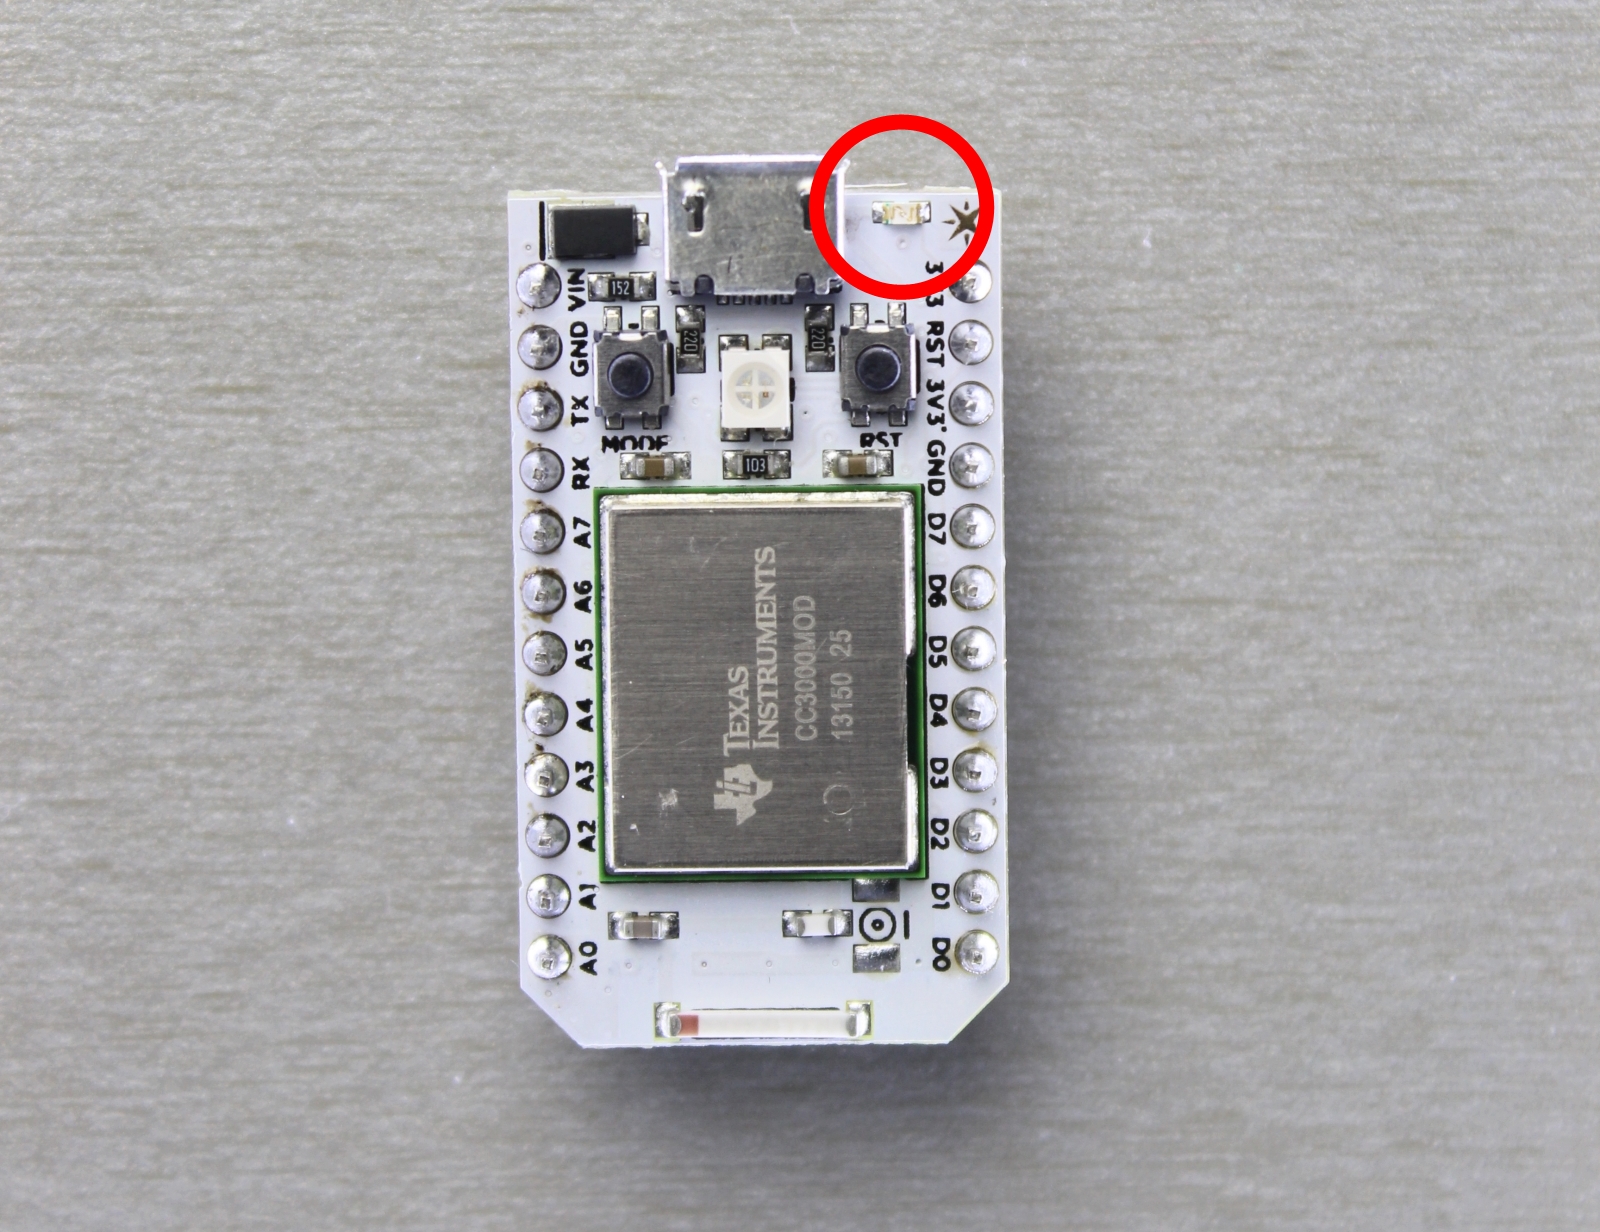 152
VIN
GND
TX
RX
A7
A6
A5
A4
A3
A2
A1
A0
220
220
MODE
RST
103
TEXAS
INSTRUMENTS
CC3000MOD
13150 25
RST
3V3*
GND
D7
D6
D5
D4
D3
D2
D1
D0